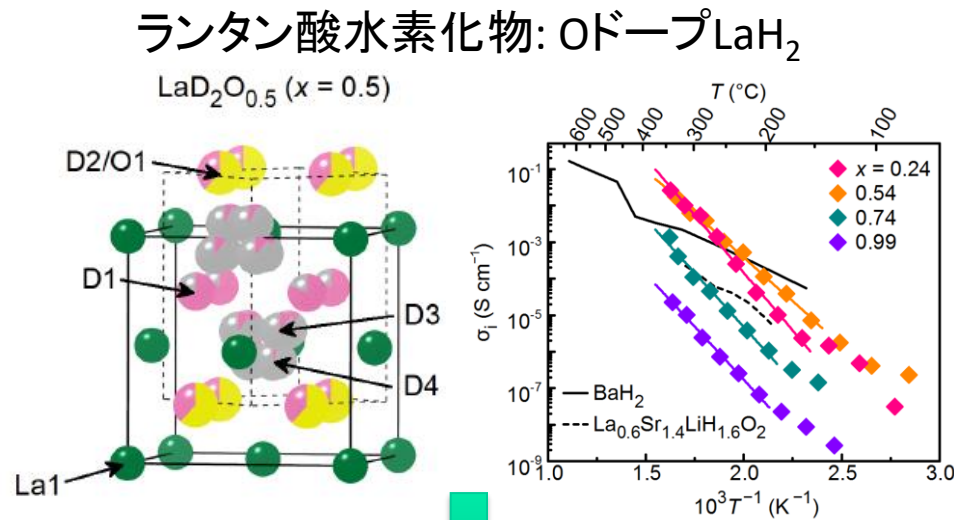 ランタン酸水素化物: OドープLaH₂
LaD₂O₀.₅ (x = 0.5)
D2/O1
D1
D3
D4
La1
T (°C)
600 500 400 300 200 100
10⁻¹
10⁻³
10⁻⁵
10⁻⁷
10⁻⁹
σᵢ (S cm⁻¹)
x = 0.24
0.54
0.74
0.99
BaH₂
La₀.₆Sr₁.₄LiH₁.₆O₂
1.0 1.5 2.0 2.5 3.0
10³T⁻¹ (K⁻¹)